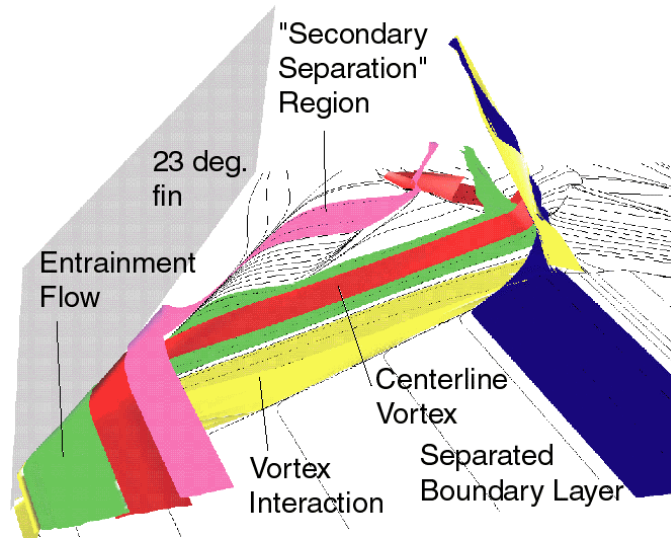 "Secondary
Separation"
Region
23 deg.
fin
Entrainment
Flow
Centerline
Vortex
Vortex
Interaction
Separated
Boundary Layer